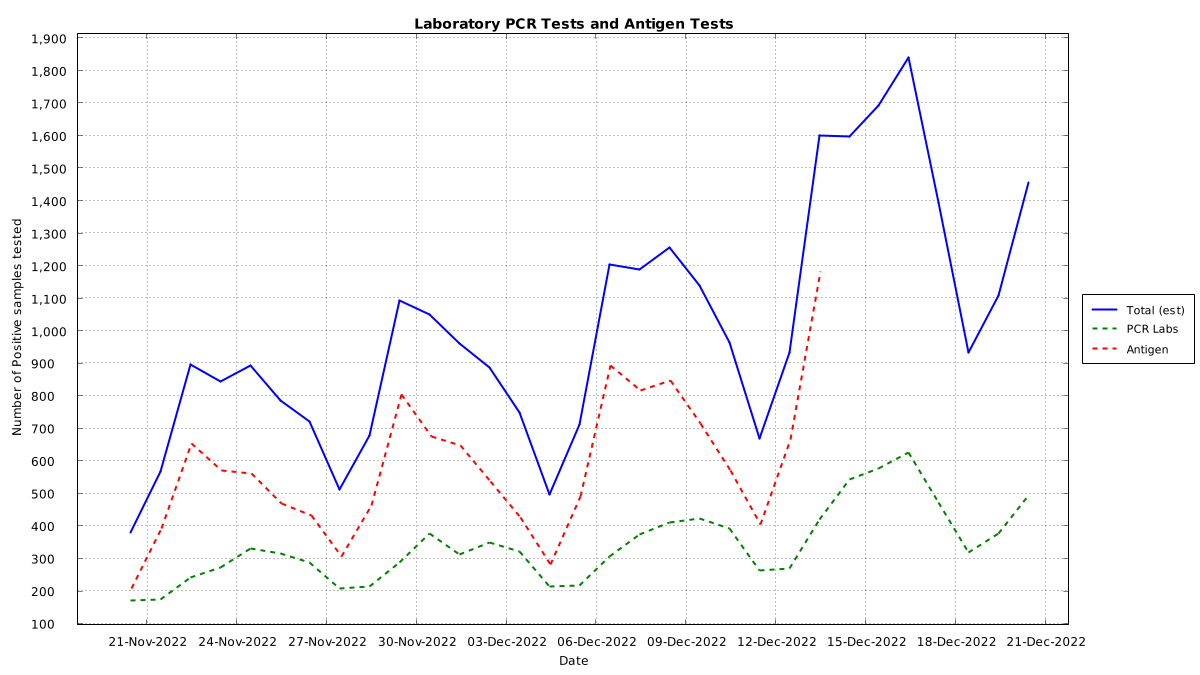 Laboratory PCR Tests and Antigen Tests
Number of Positive samples tested
1,900
1,800
1,700
1,600
1,500
1,400
1,300
1,200
1,100
1,000
900
800
700
600
500
400
300
200
100
21-Nov-2022 24-Nov-2022 27-Nov-2022 30-Nov-2022 03-Dec-2022 06-Dec-2022 09-Dec-2022 12-Dec-2022 15-Dec-2022 18-Dec-2022 21-Dec-2022
Date
Total (est)
PCR Labs
Antigen